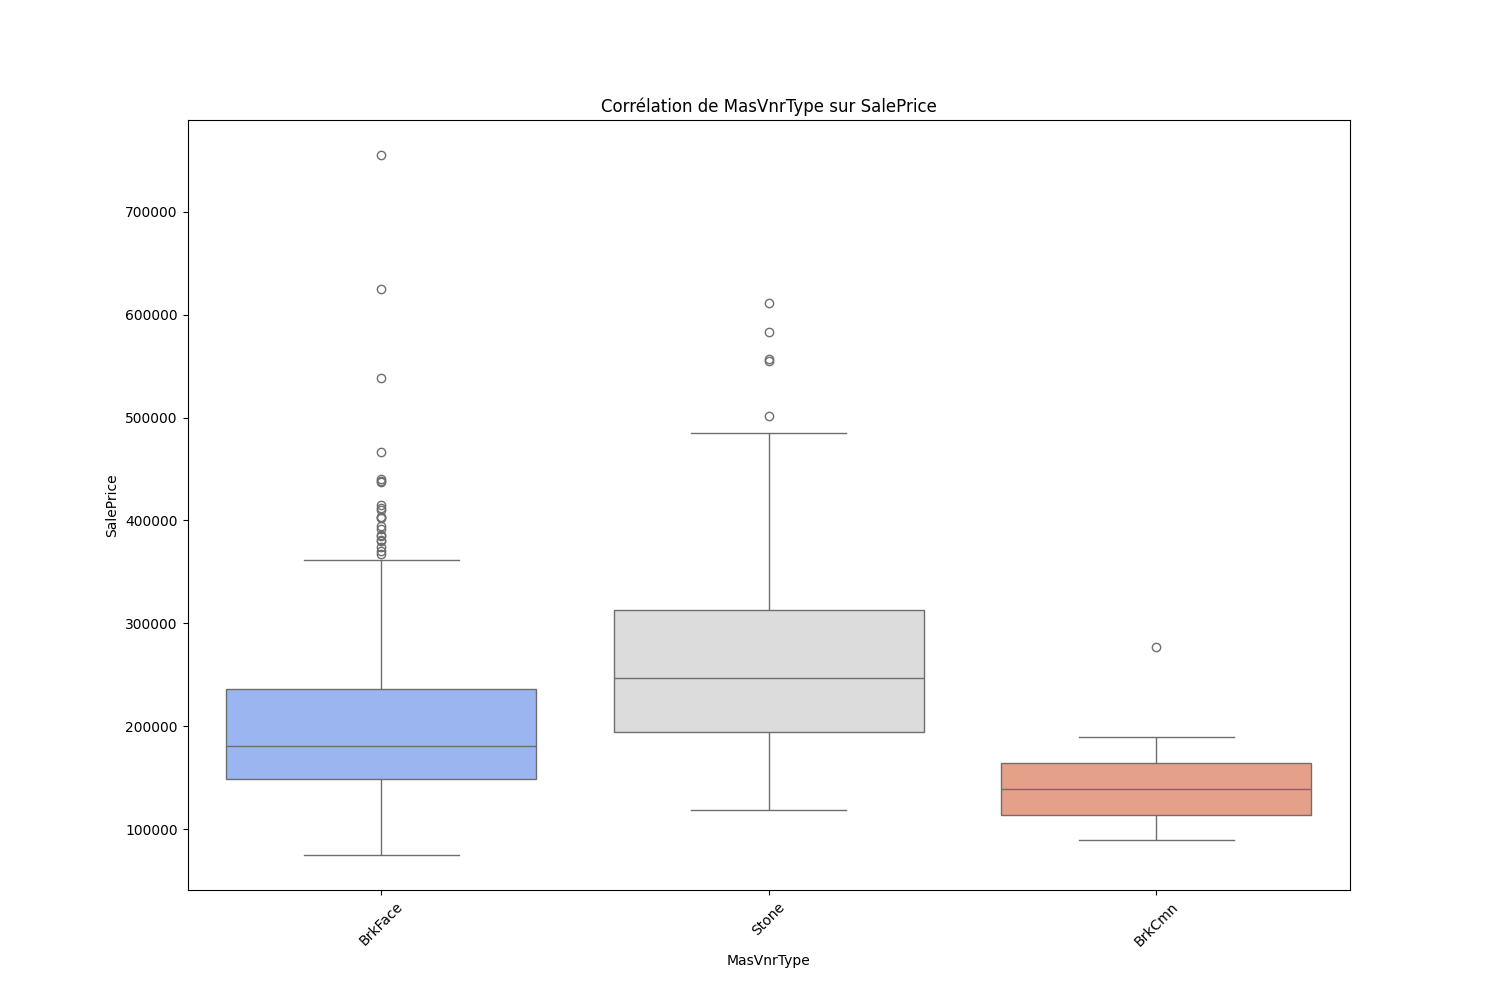 Corrélation de MasVnrType sur SalePrice
700000
600000
500000
400000
300000
200000
100000
SalePrice
BrkFace
Stone
BrkCmn
MasVnrType